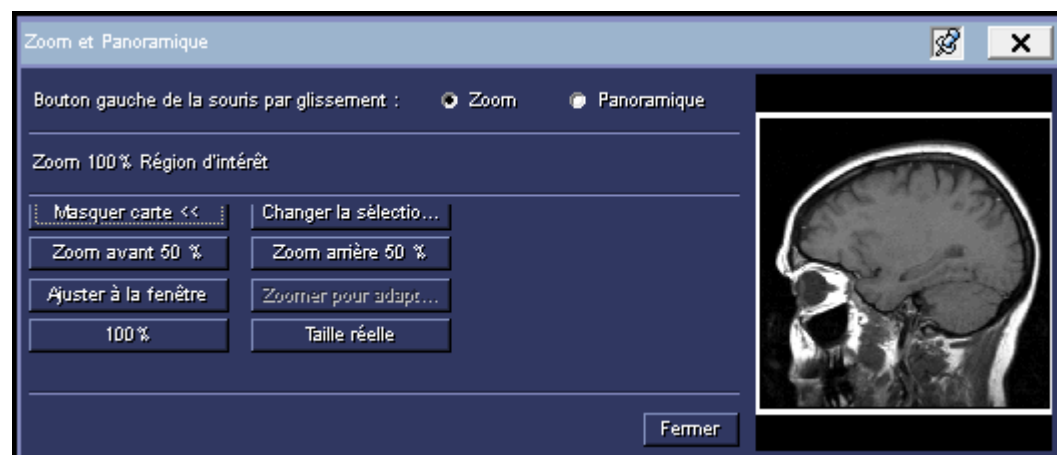 Zoom et Panoramique
Bouton gauche de la souris par glissement : Zoom Panoramique
Zoom 100% Région d'intérêt
Masquer carte << Changer la sèlectio...
Zoom avant 50 % Zoom arrière 50 %
Ajuster à la fenêtre Zoomer pour adapt...
100% Taille réelle
Fermer